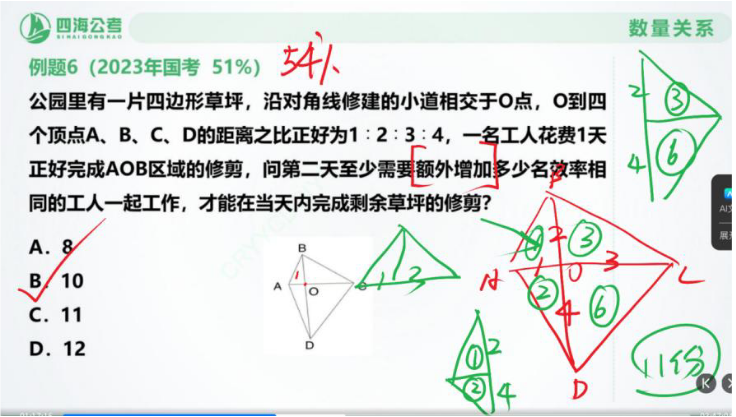 四海公考
SI HAI GONG KAO
数量关系
例题6（2023年国考 51%）
54%
公园里有一片四边形草坪，沿对角线修建的小道相交于O点，O到四
个顶点A、B、C、D的距离之比正好为1：2：3：4，一名工人花费1天
正好完成AOB区域的修剪，问第二天至少需要额外增加多少名效率相
同的工人一起工作，才能在当天内完成剩余草坪的修剪？
A. 8
B. 10
C. 11
D. 12
B
A
O
D
1
1
3
2
4
③
⑥
B
① 2 ③
A 1 O 3 C
② 4 ⑥
D
① 2
② 4
11份
AI